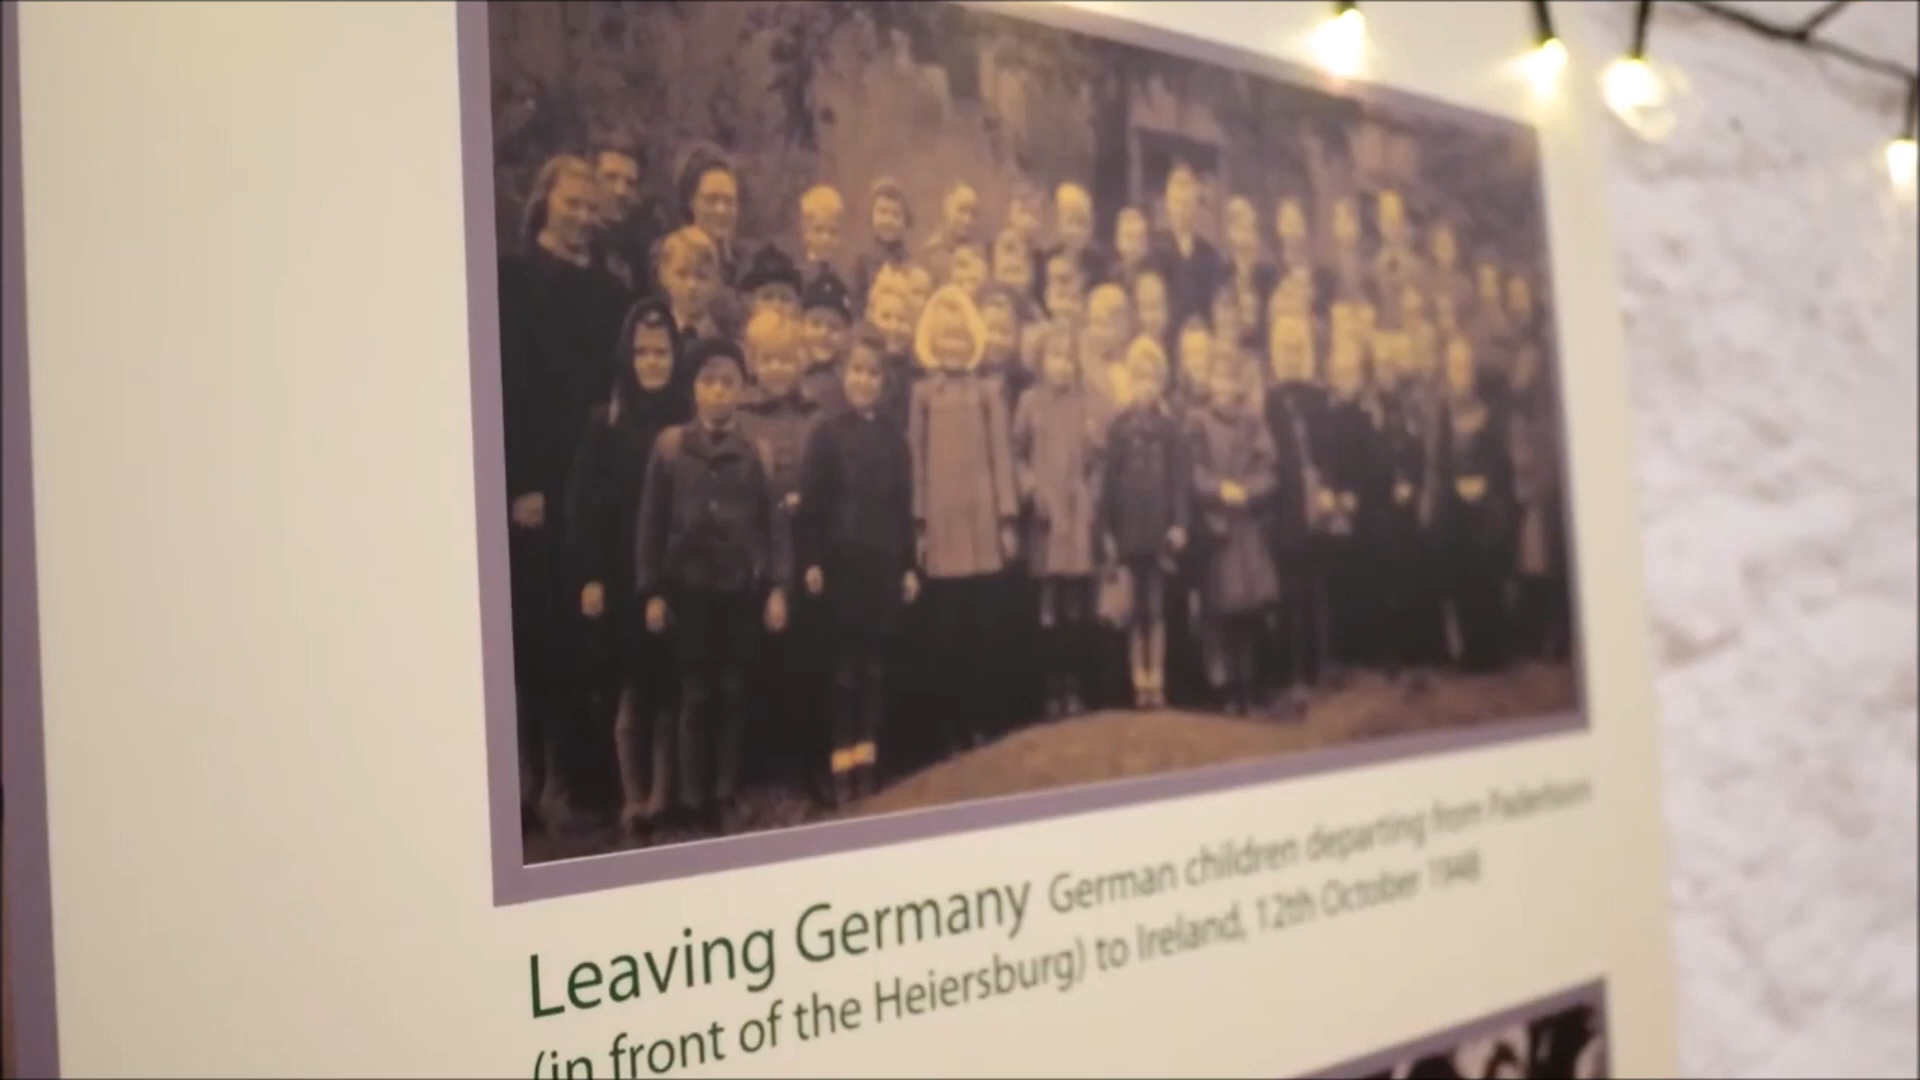 Leaving Germany German children departing from Paderborn
(in front of the Heiersburg) to Ireland, 12th October 1948